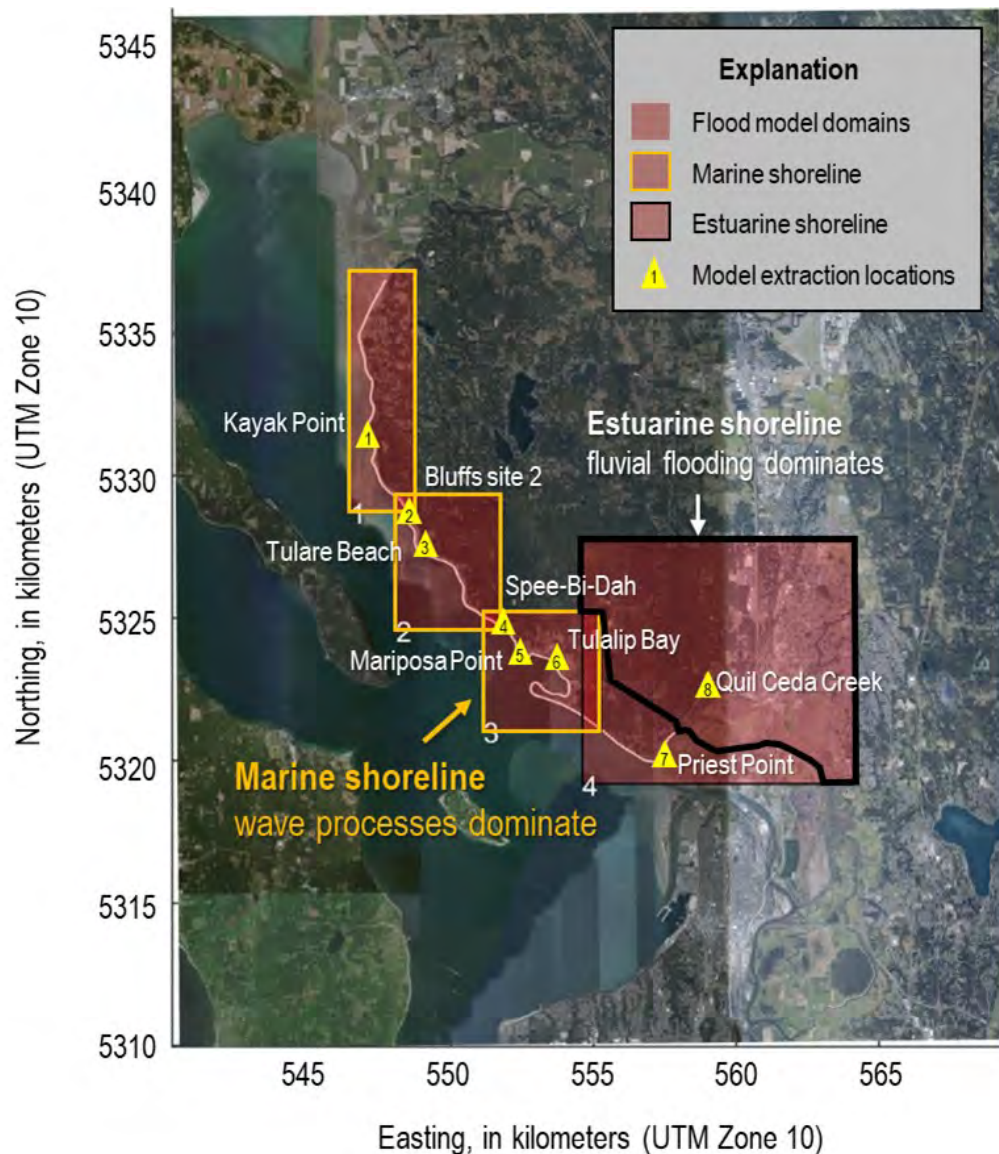 5345
5340
5335
5330
5325
5320
5315
5310
Northing, in kilometers (UTM Zone 10)
Explanation
Flood model domains
Marine shoreline
Estuarine shoreline
1
Model extraction locations
Kayak Point
1
1
Bluffs site 2
2
Tulare Beach
3
2
Estuarine shoreline
fluvial flooding dominates
Spee-Bi-Dah
4
Mariposa Point
5
Tulalip Bay
6
3
8
Quil Ceda Creek
7
Priest Point
4
Marine shoreline
wave processes dominate
545
550
555
560
565
Easting, in kilometers (UTM Zone 10)